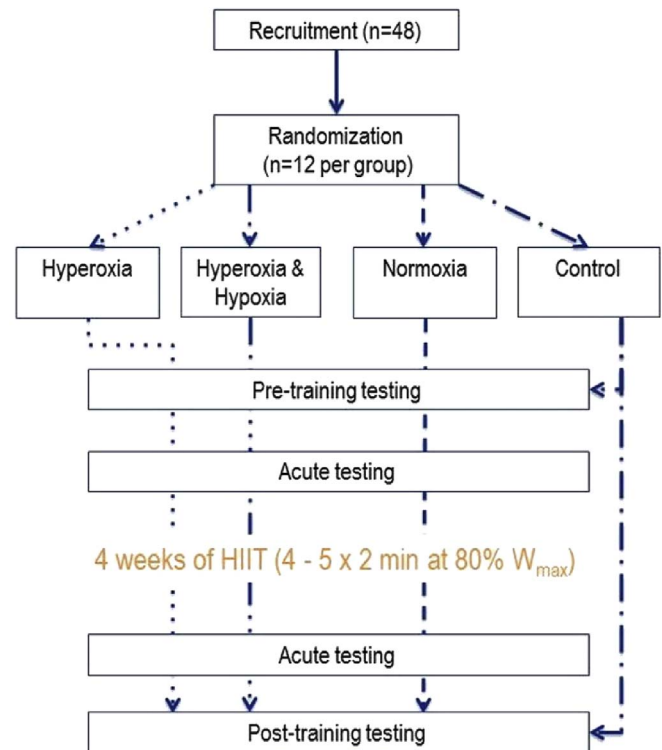 Recruitment (n=48)
Randomization
(n=12 per group)
Hyperoxia
Hyperoxia &
Hypoxia
Normoxia
Control
Pre-training testing
Acute testing
4 weeks of HIIT (4 - 5 x 2 min at 80% Wmax)
Acute testing
Post-training testing